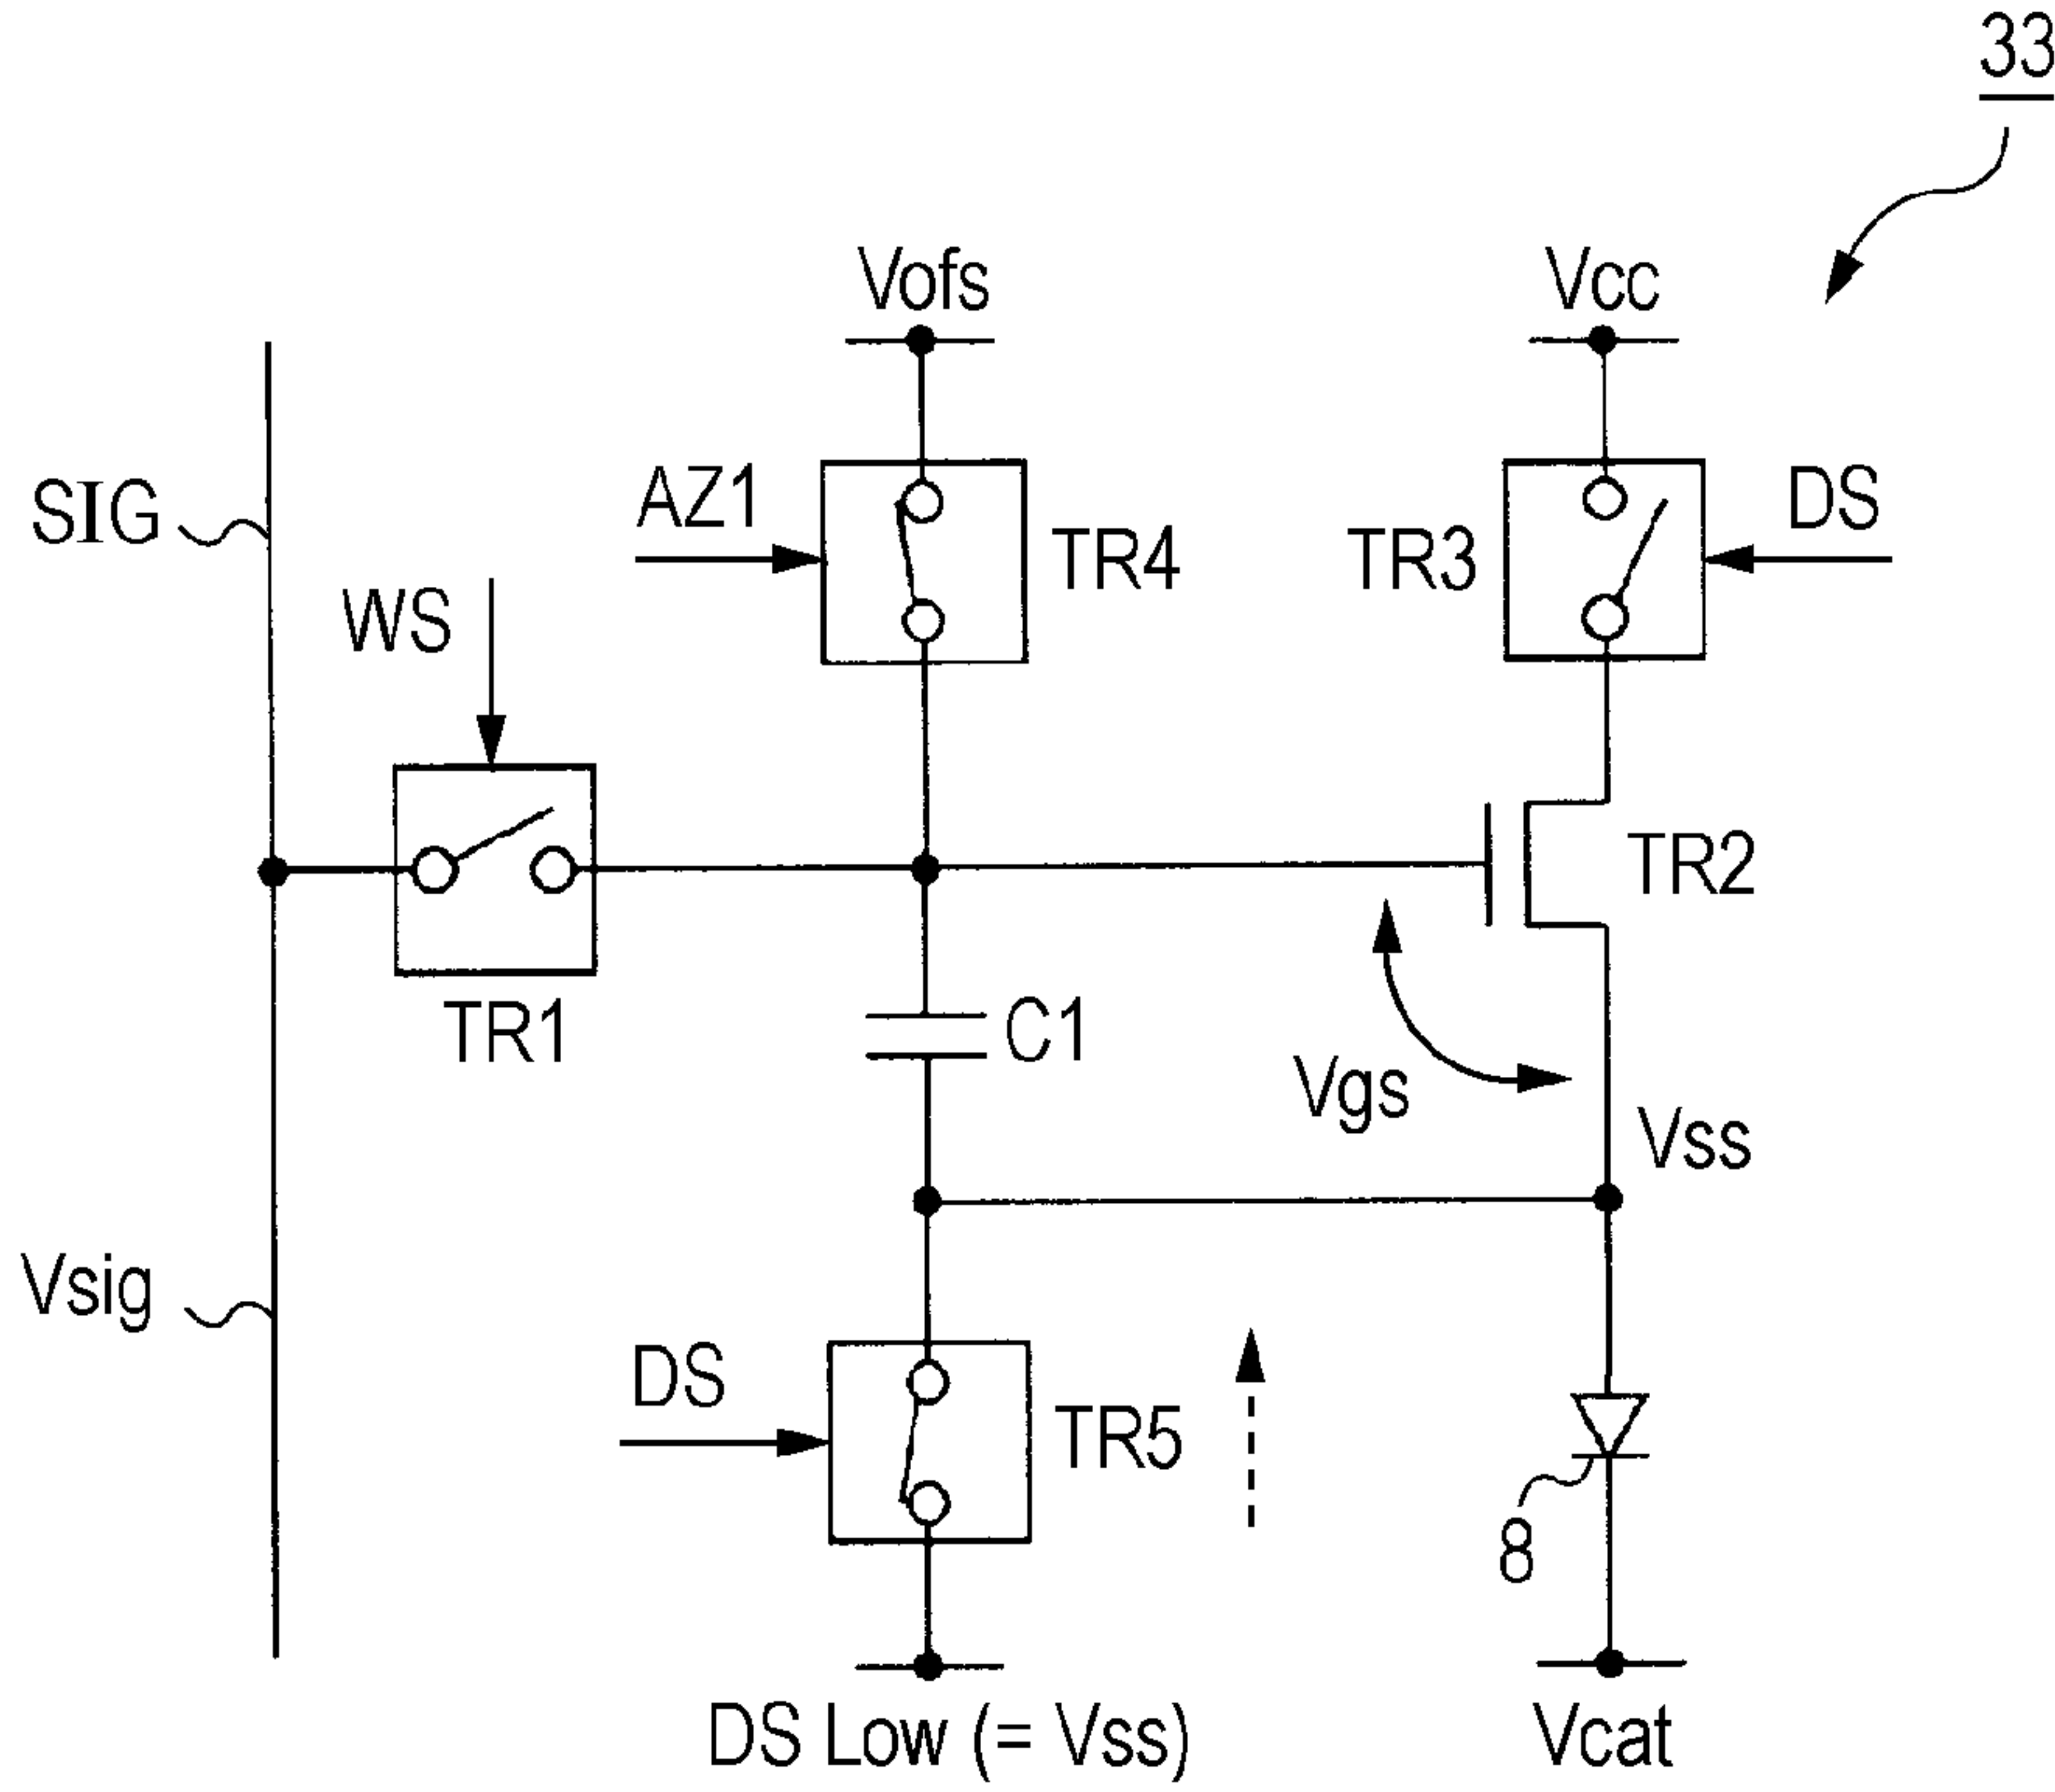 33
Vofs
Vcc
SIG
AZ1
TR4
TR3
DS
WS
TR2
TR1
C1
Vgs
Vss
Vsig
DS
TR5
8
DS Low (= Vss)
Vcat